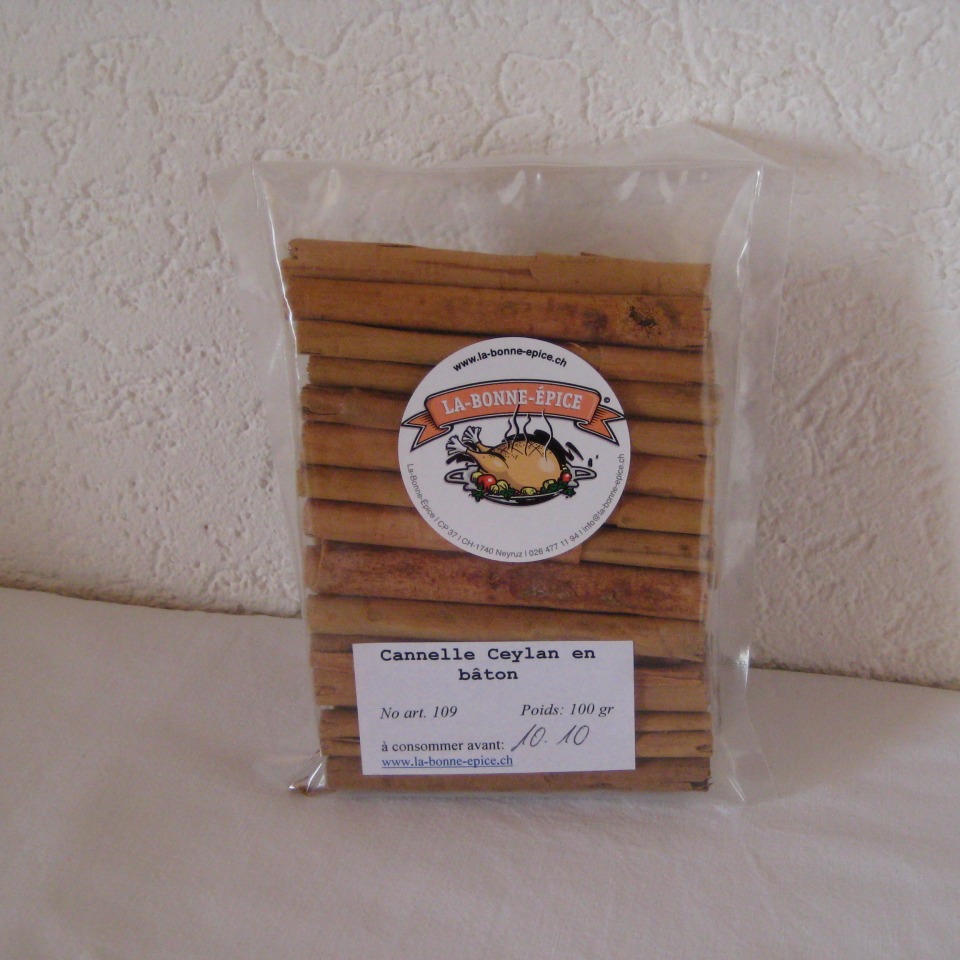 www.la-bonne-epice.ch
LA-BONNE-ÉPICE
La-Bonne-Epice | CP 37 | CH-1740 Neyruz | 026 477 11 94 | info@la-bonne-epice.ch
Cannelle Ceylan en
bâton
No art. 109 Poids: 100 gr
à consommer avant: 10.10
www.la-bonne-epice.ch